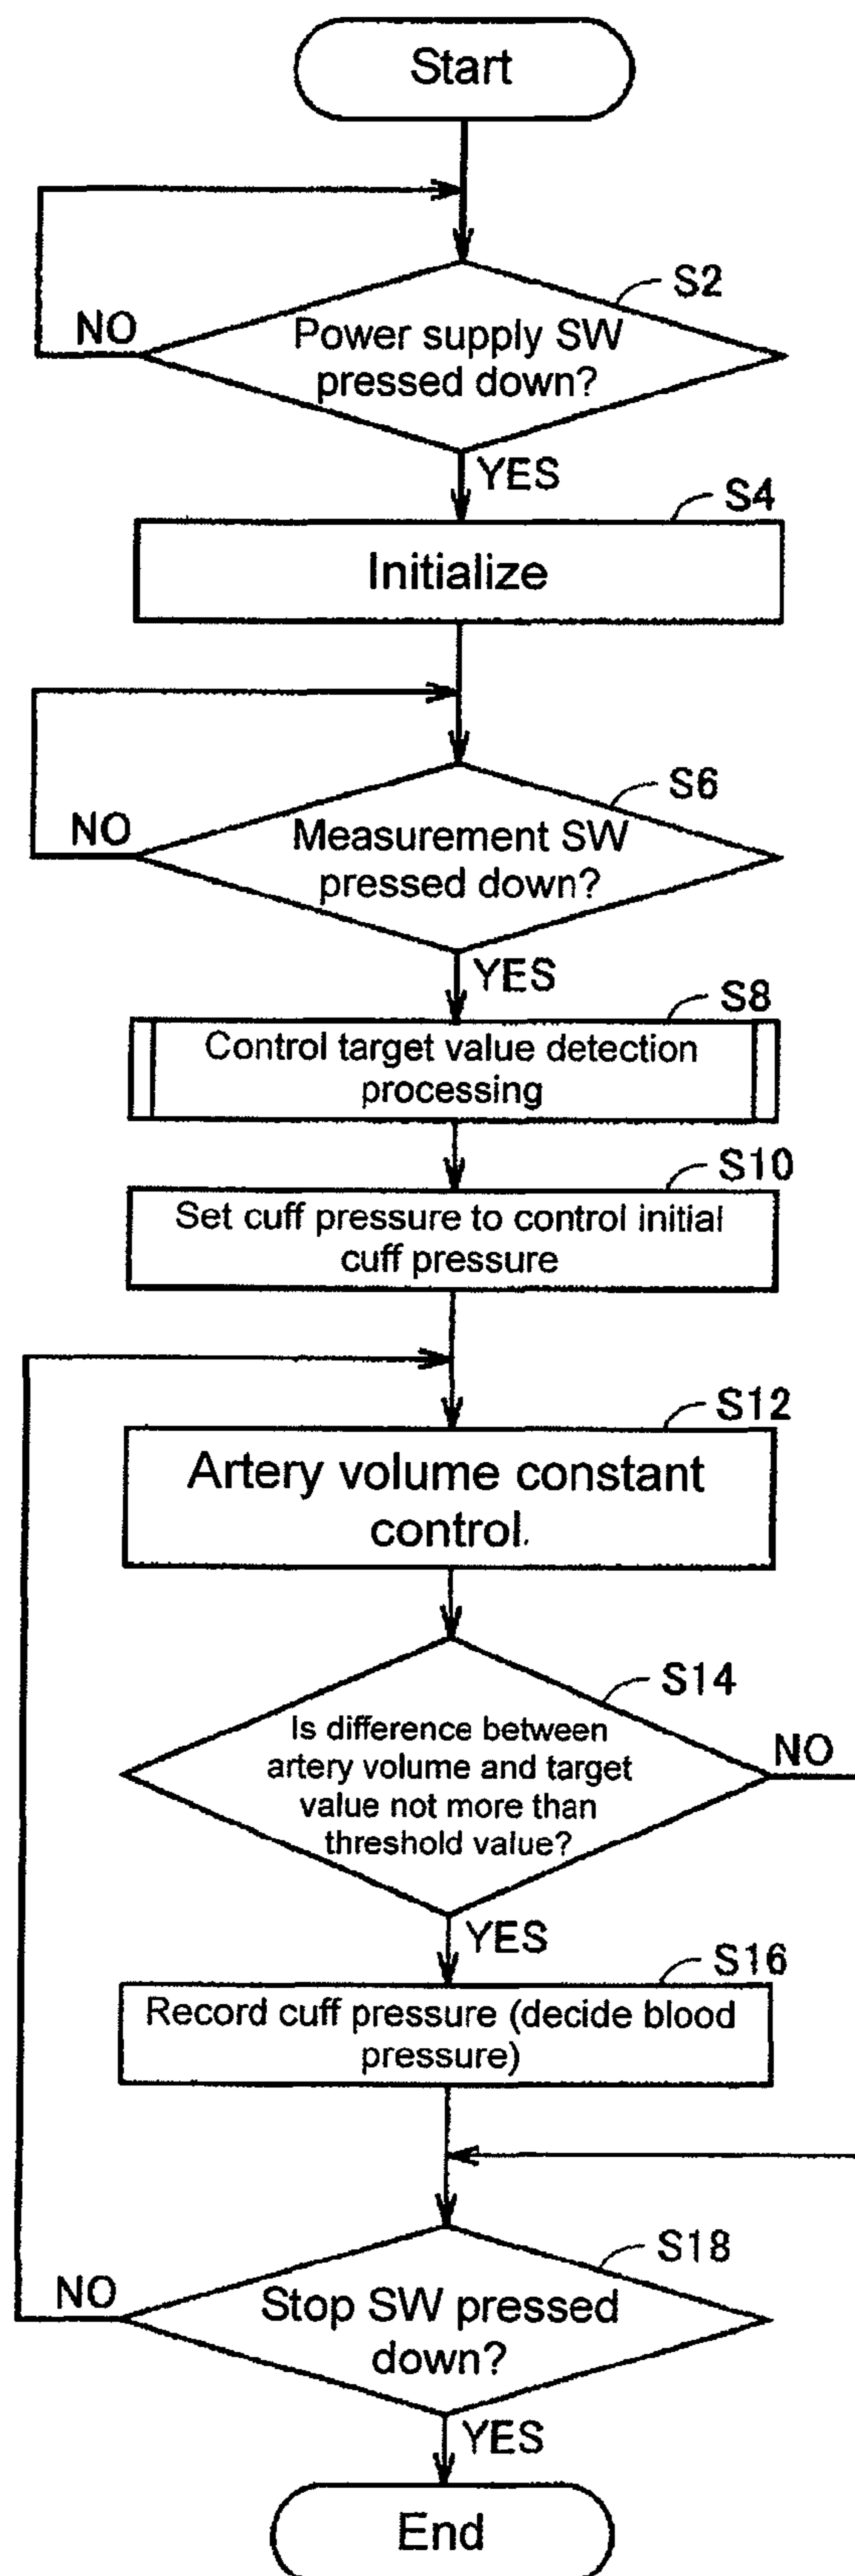 Start
S2
NO
Power supply SW
pressed down?
YES
S4
Initialize
S6
NO
Measurement SW
pressed down?
YES
S8
Control target value detection
processing
S10
Set cuff pressure to control initial
cuff pressure
S12
Artery volume constant
control.
S14
Is difference between
artery volume and target
value not more than
threshold value?
NO
YES
S16
Record cuff pressure (decide blood
pressure)
S18
NO
Stop SW pressed
down?
YES
End